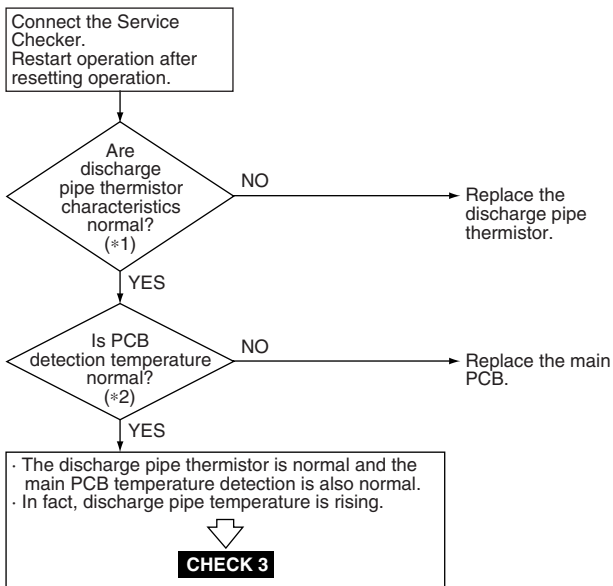 Connect the Service
Checker.
Restart operation after
resetting operation.
Are
discharge
pipe thermistor
characteristics
normal?
(*1)
NO
Replace the
discharge pipe
thermistor.
YES
Is PCB
detection temperature
normal?
(*2)
NO
Replace the main
PCB.
YES
· The discharge pipe thermistor is normal and the
main PCB temperature detection is also normal.
· In fact, discharge pipe temperature is rising.
CHECK 3